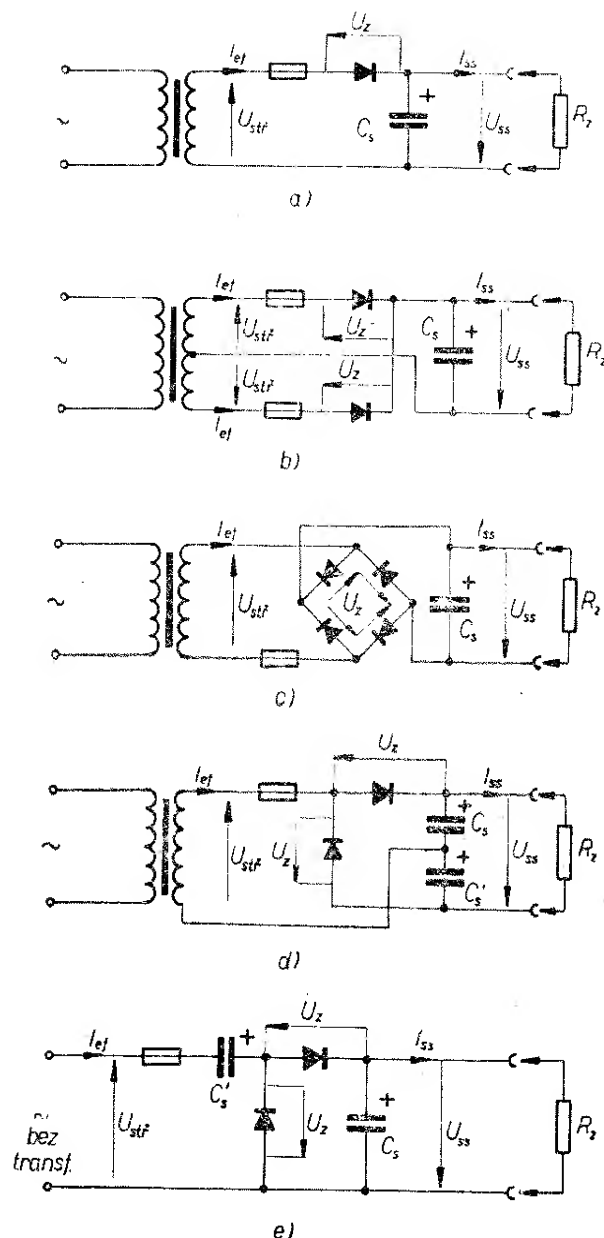 U_z
I_ef
I_ss
~
U_stř
C_s
+
U_ss
R_z
a)
I_ef
I_ss
~
U_stř
U_z
C_s
+
U_ss
R_z
U_stř
U_z
I_ef
b)
I_ef
I_ss
~
U_stř
U_z
+
C_s
U_ss
R_z
c)
U_z
I_ef
I_ss
~
U_stř
U_z
+
C_s
+
C_s'
U_ss
R_z
d)
U_z
I_ef
+
I_ss
C_s'
~
bez
transf.
U_stř
U_z
+
C_s
U_ss
R_z
e)